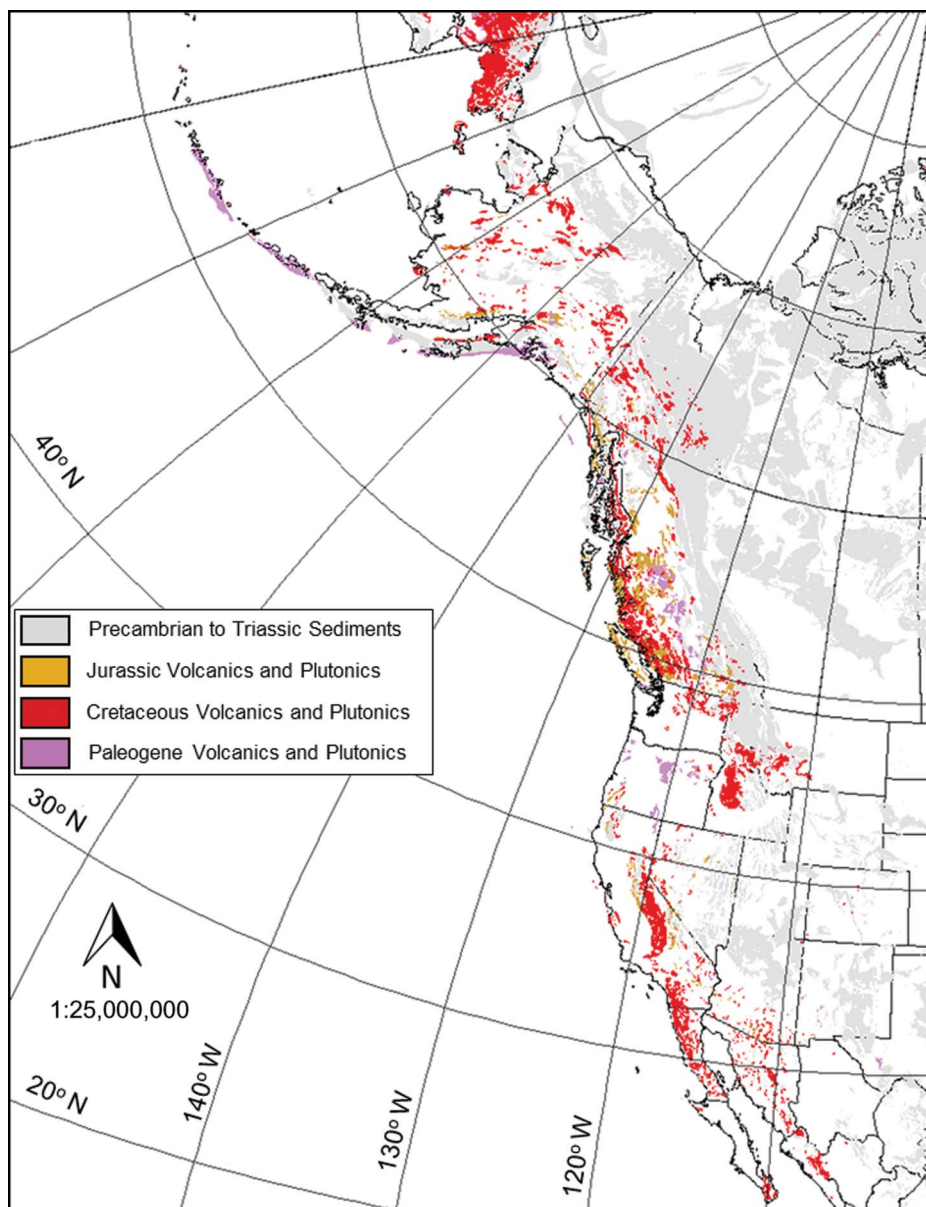 40° N
Precambrian to Triassic Sediments
Jurassic Volcanics and Plutonics
Cretaceous Volcanics and Plutonics
Paleogene Volcanics and Plutonics
30° N
N
1:25,000,000
20° N
140° W
130° W
120° W